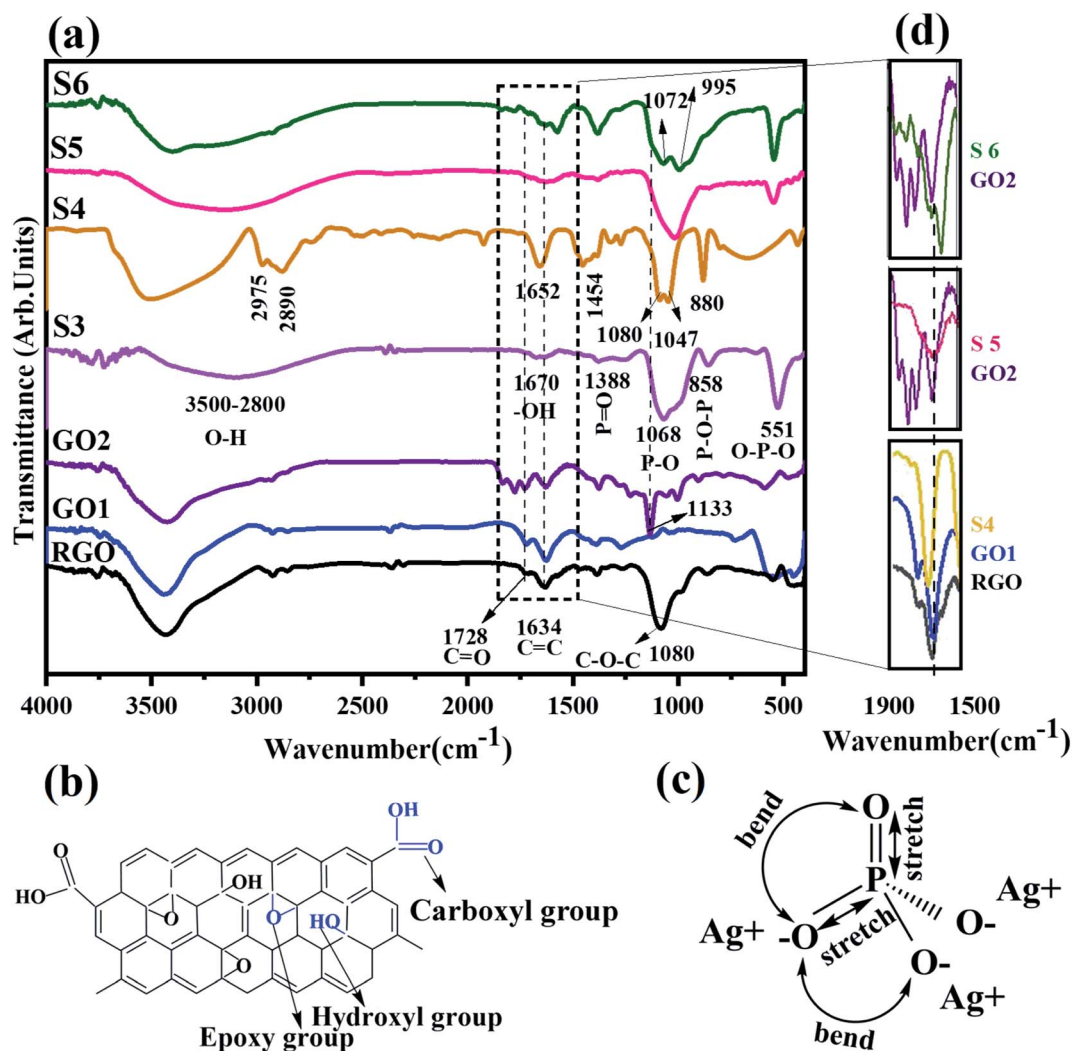 (a)
(d)
S6
1072
995
S5
S4
2975
2890
1652
1454
1080
1047
880
S3
3500-2800
O-H
1670
-OH
1388
P=O
1068
P-O
858
P-O-P
551
O-P-O
GO2
1133
GO1
RGO
1728
C=O
1634
C=C
C-O-C
1080
Transmittance (Arb.Units)
4000
3500
3000
2500
2000
1500
1000
500
Wavenumber(cm⁻¹)
S 6
GO2
S 5
GO2
S4
GO1
RGO
1900
1500
Wavenumber(cm⁻¹)
(b)
OH
O
O
HO
OH
O
O
HO
O
Carboxyl group
Hydroxyl group
Epoxy group
(c)
bend
O
stretch
P
Ag+
Ag+ -O
stretch
O-
O-
Ag+
bend